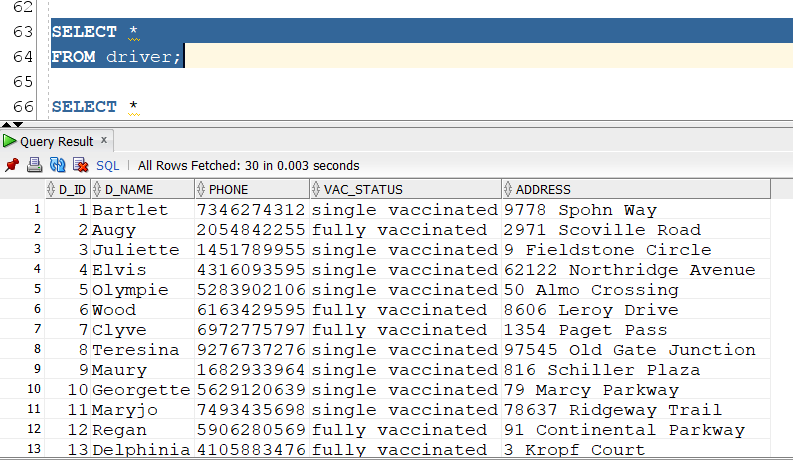 62
63 SELECT *
64 FROM driver;
65
66 SELECT *
Query Result x
SQL | All Rows Fetched: 30 in 0.003 seconds
D_ID D_NAME PHONE VAC_STATUS ADDRESS
1 1 Bartlet 7346274312 single vaccinated 9778 Spohn Way
2 2 Augy 2054842255 fully vaccinated 2971 Scoville Road
3 3 Juliette 1451789955 single vaccinated 9 Fieldstone Circle
4 4 Elvis 4316093595 single vaccinated 62122 Northridge Avenue
5 5 Olympie 5283902106 single vaccinated 50 Almo Crossing
6 6 Wood 6163429595 fully vaccinated 8606 Leroy Drive
7 7 Clyve 6972775797 fully vaccinated 1354 Paget Pass
8 8 Teresina 9276737276 single vaccinated 97545 Old Gate Junction
9 9 Maury 1682933964 single vaccinated 816 Schiller Plaza
10 10 Georgette 5629120639 single vaccinated 79 Marcy Parkway
11 11 Maryjo 7493435698 single vaccinated 78637 Ridgeway Trail
12 12 Regan 5906280569 fully vaccinated 91 Continental Parkway
13 13 Delphinia 4105883476 fully vaccinated 3 Kropf Court